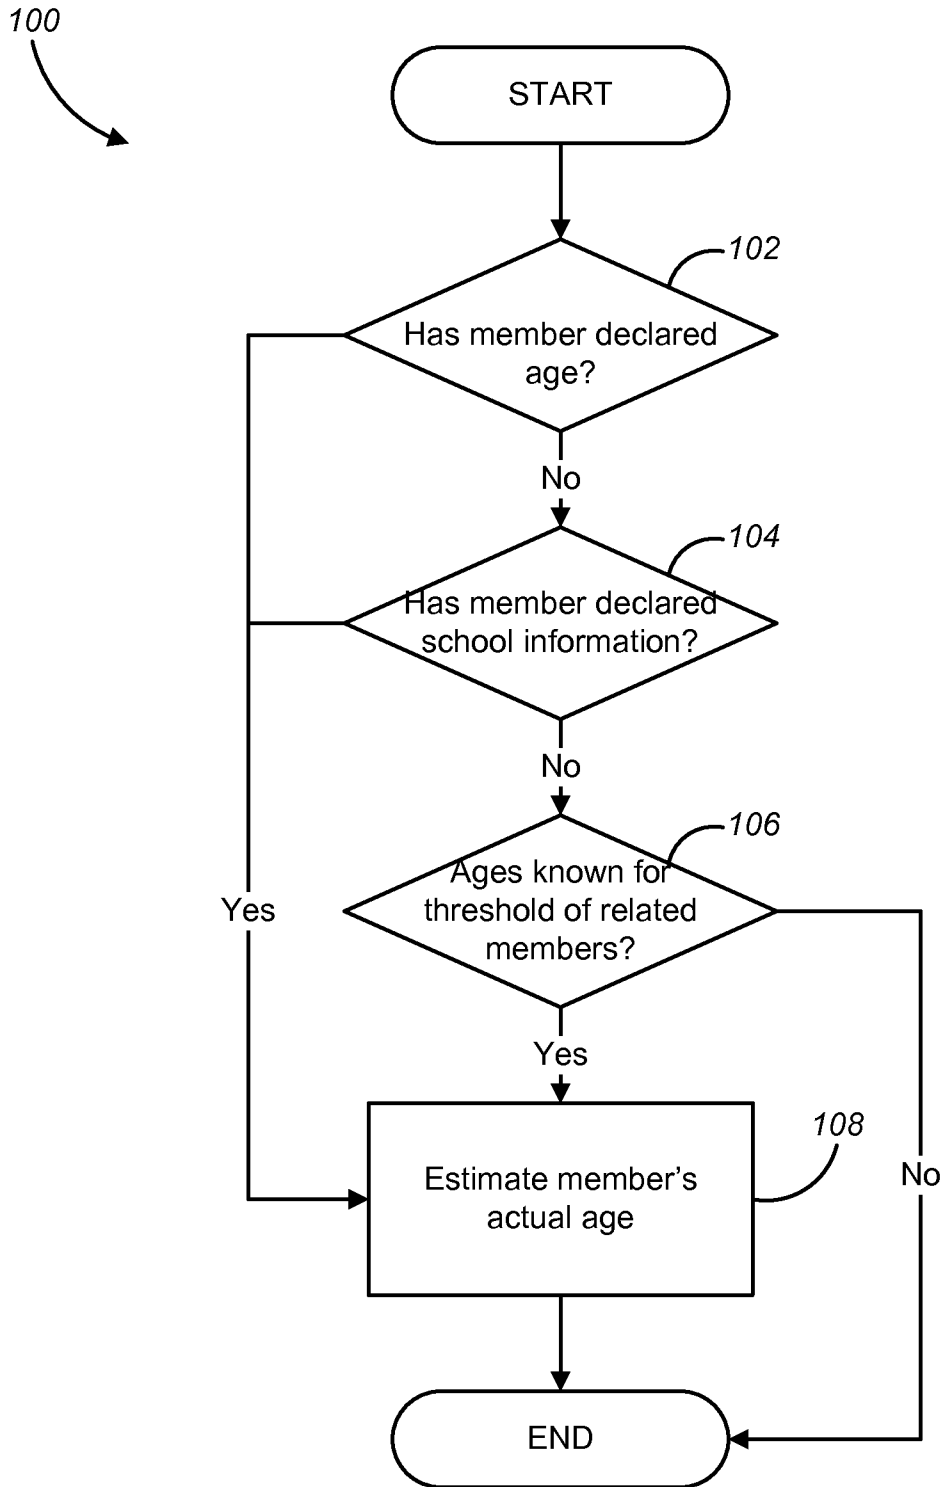 100
START
102
Has member declared
age?
No
104
Has member declared
school information?
No
106
Ages known for
threshold of related
members?
Yes
Yes
108
Estimate member’s
actual age
No
END